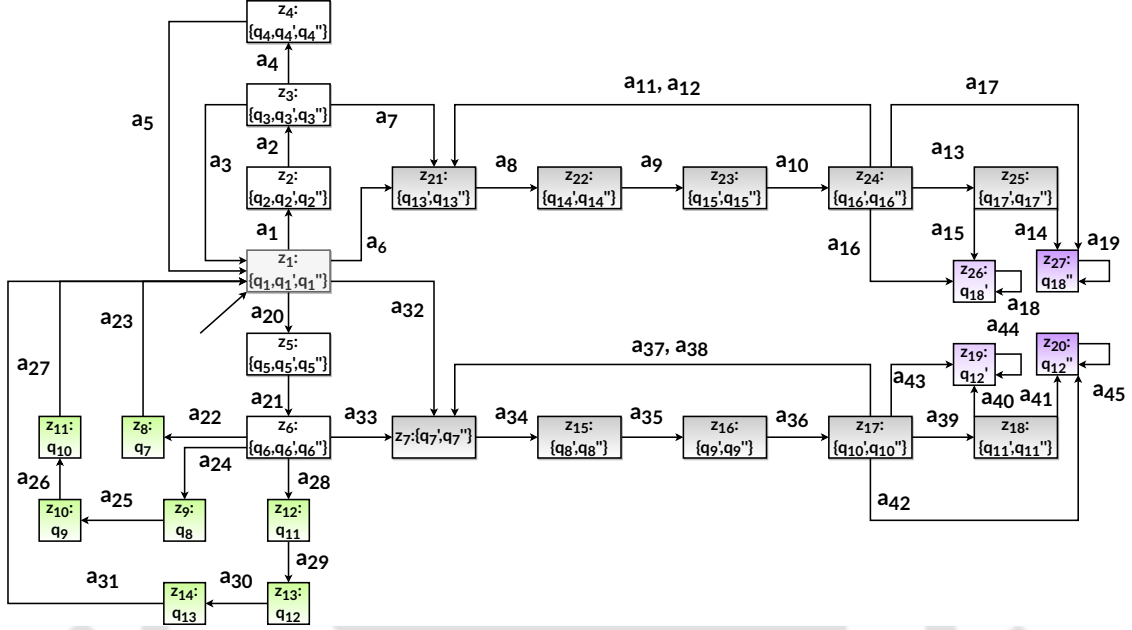 z4:
{q4,q4',q4"}
a4
z3:
{q3,q3',q3"}
a11, a12
a17
a5
a7
a3
a2
z2:
{q2,q2',q2"}
z21:
{q13',q13"}
a8
z22:
{q14',q14"}
a9
z23:
{q15',q15"}
a10
z24:
{q16',q16"}
a13
z25:
{q17',q17"}
a1
a6
a16
a15
a14
a19
z1:
{q1,q1',q1"}
z26:
q18'
z27:
q18"
a18
a20
a32
a23
a44
z5:
{q5,q5',q5"}
a37, a38
z19:
q12'
z20:
q12"
a27
a43
a45
a21
a40
a41
z11:
q10
z8:
q7
a22
z6:
{q6,q6',q6"}
a33
z7:{q7',q7"}
a34
z15:
{q8',q8"}
a35
z16:
{q9',q9"}
a36
z17:
{q10',q10"}
a39
z18:
{q11',q11"}
a26
a24
a28
a42
z10:
q9
a25
z9:
q8
z12:
q11
a29
a31
z14:
q13
a30
z13:
q12